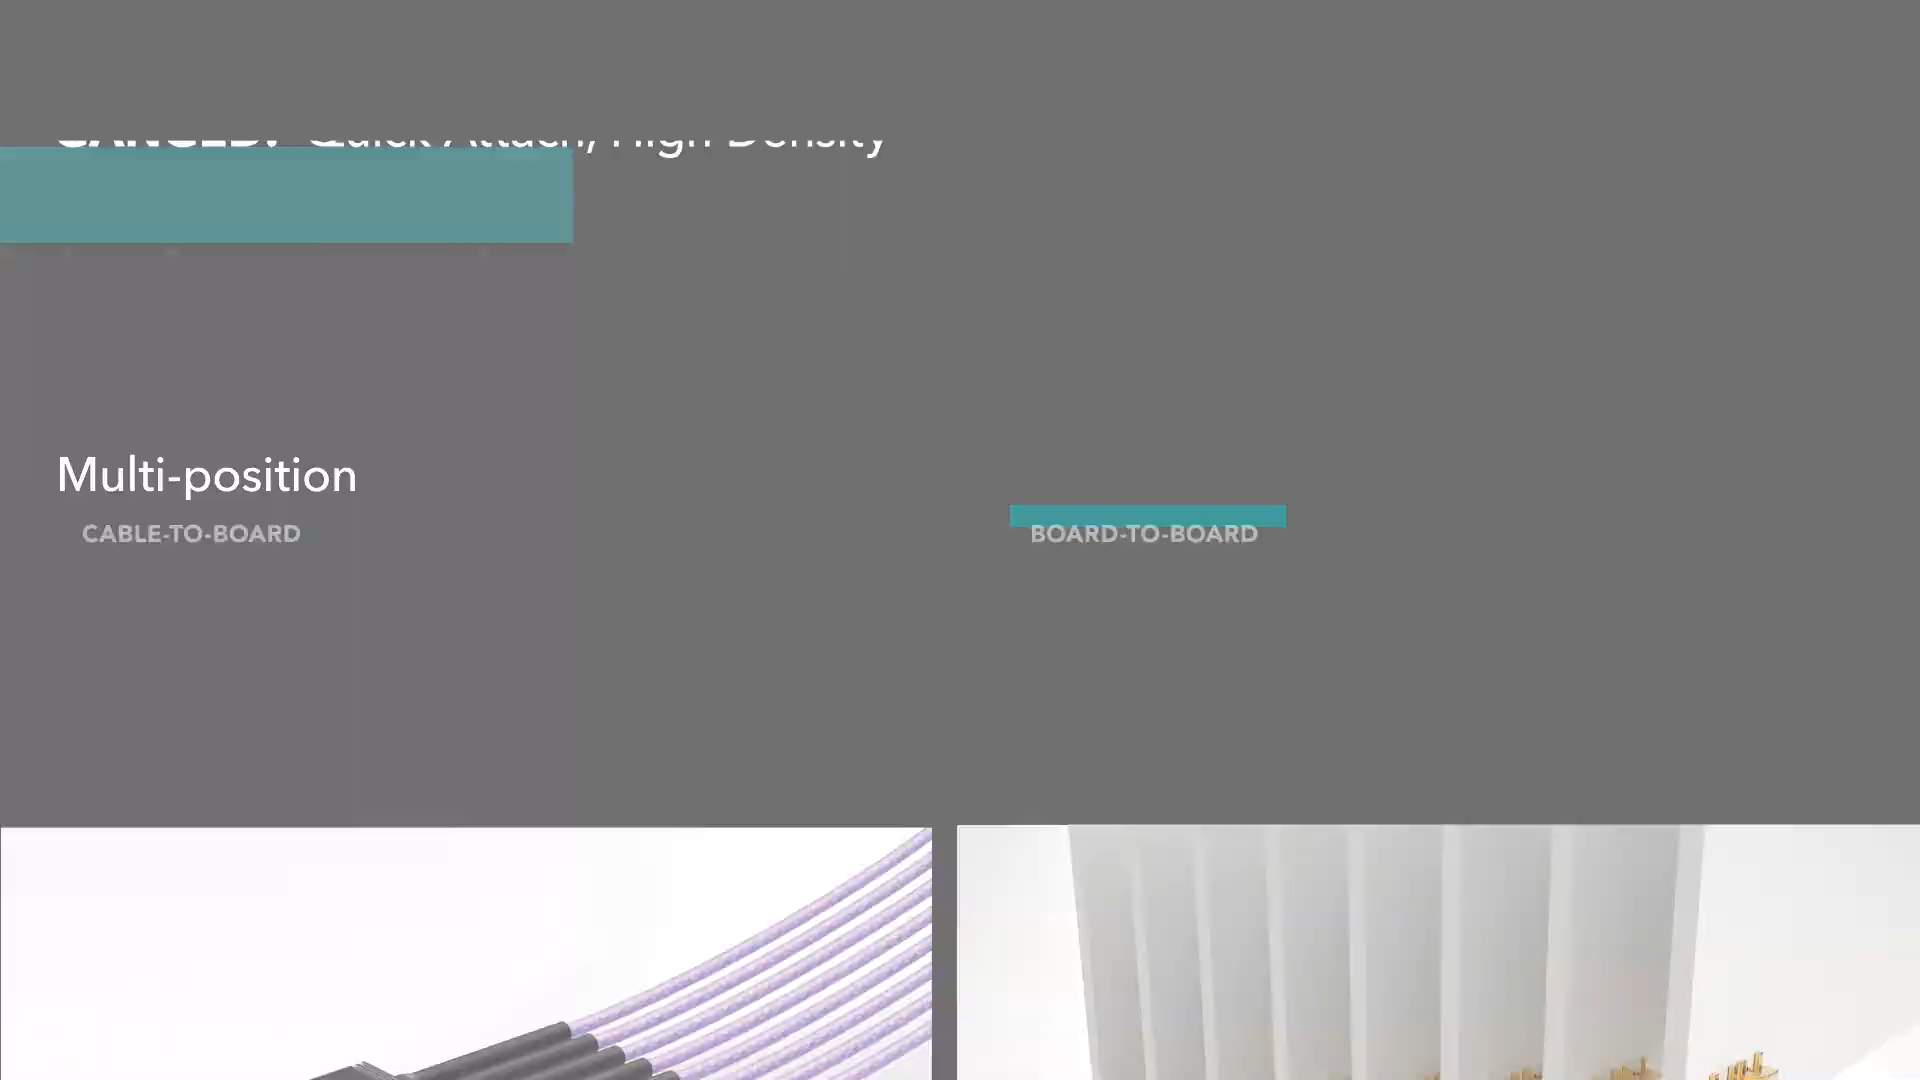 Quick Attach, High Density
Multi-position
CABLE-TO-BOARD
BOARD-TO-BOARD